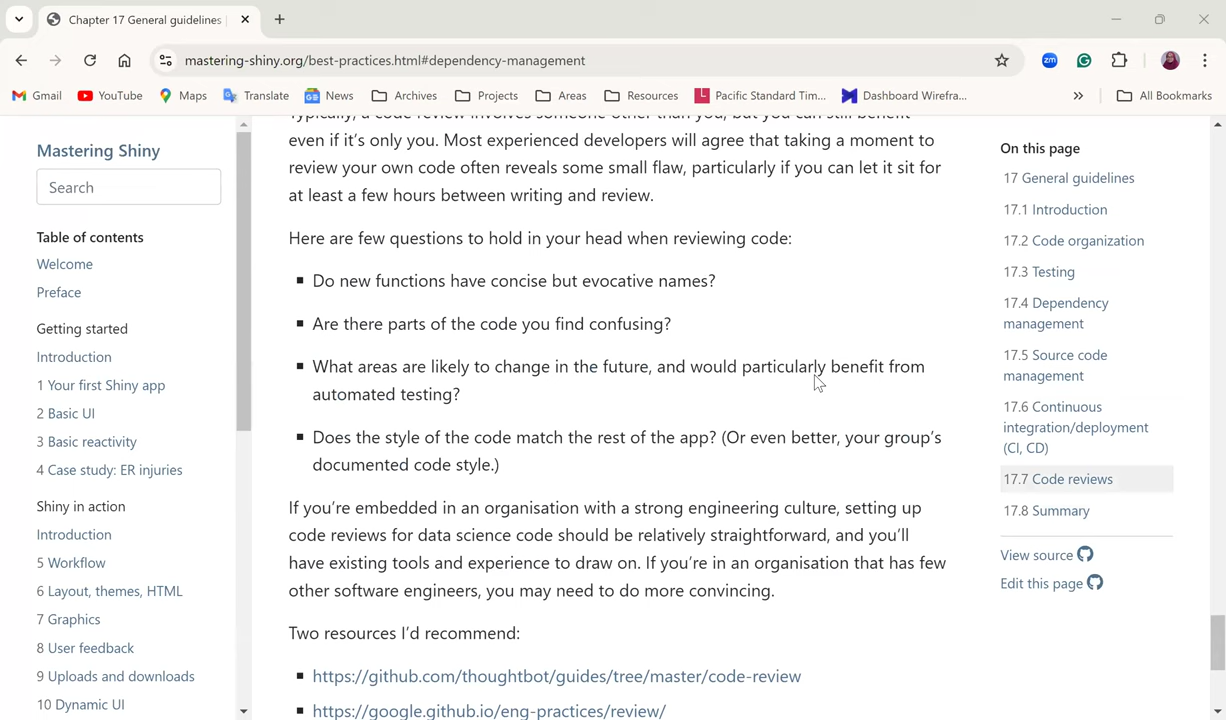 Chapter 17 General guidelines
mastering-shiny.org/best-practices.html#dependency-management
zm
Gmail
YouTube
Maps
Translate
News
Archives
Projects
Areas
Resources
Pacific Standard Tim...
Dashboard Wirefra...
»
All Bookmarks
Mastering Shiny
Search
Table of contents
Welcome
Preface
Getting started
Introduction
1 Your first Shiny app
2 Basic UI
3 Basic reactivity
4 Case study: ER injuries
Shiny in action
Introduction
5 Workflow
6 Layout, themes, HTML
7 Graphics
8 User feedback
9 Uploads and downloads
10 Dynamic UI
Typically, a code review involves someone other than you, but you can still benefit
even if it's only you. Most experienced developers will agree that taking a moment to
review your own code often reveals some small flaw, particularly if you can let it sit for
at least a few hours between writing and review.
Here are few questions to hold in your head when reviewing code:
▪ Do new functions have concise but evocative names?
▪ Are there parts of the code you find confusing?
▪ What areas are likely to change in the future, and would particularly benefit from
automated testing?
▪ Does the style of the code match the rest of the app? (Or even better, your group's
documented code style.)
If you're embedded in an organisation with a strong engineering culture, setting up
code reviews for data science code should be relatively straightforward, and you'll
have existing tools and experience to draw on. If you're in an organisation that has few
other software engineers, you may need to do more convincing.
Two resources I'd recommend:
▪ https://github.com/thoughtbot/guides/tree/master/code-review
▪ https://google.github.io/eng-practices/review/
On this page
17 General guidelines
17.1 Introduction
17.2 Code organization
17.3 Testing
17.4 Dependency
management
17.5 Source code
management
17.6 Continuous
integration/deployment
(CI, CD)
17.7 Code reviews
17.8 Summary
View source
Edit this page